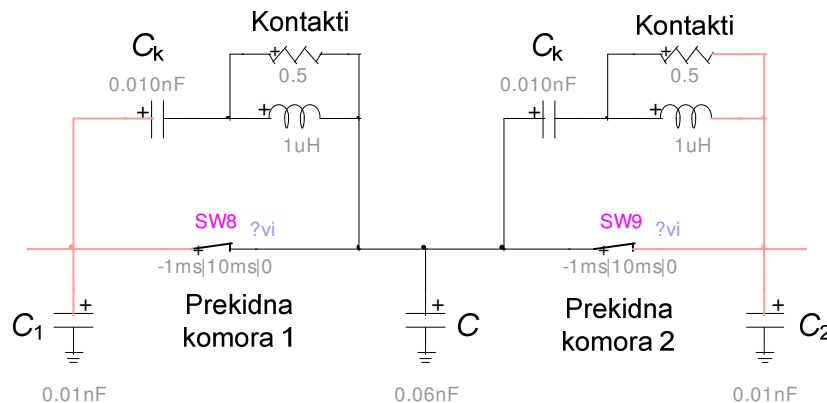 Kontakti
Kontakti
Ck
Ck
0.5
0.5
0.010nF
0.010nF
1uH
1uH
SW8
?vi
SW9
?vi
-1ms|10ms|0
-1ms|10ms|0
C1
Prekidna
komora 1
C
Prekidna
komora 2
C2
0.01nF
0.06nF
0.01nF